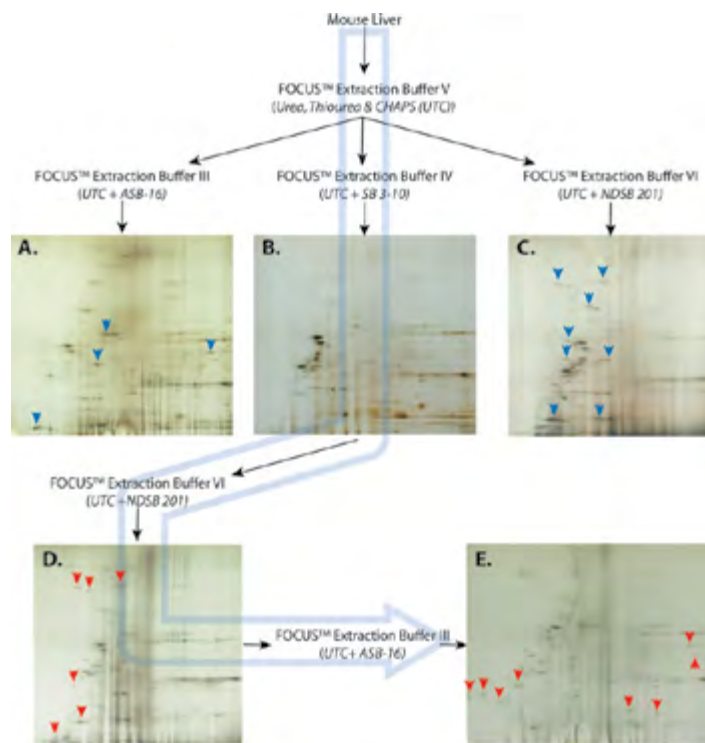 Mouse Liver
FOCUS™ Extraction Buffer V
(Urea, Thiourea & CHAPS (UTC))
FOCUS™ Extraction Buffer III
(UTC + ASB-16)
FOCUS™ Extraction Buffer IV
(UTC + SB 3-10)
FOCUS™ Extraction Buffer VI
(UTC + NDSB 201)
A.
B.
C.
FOCUS™ Extraction Buffer VI
(UTC + NDSB 201)
D.
E.
FOCUS™ Extraction Buffer III
(UTC+ ASB-16)